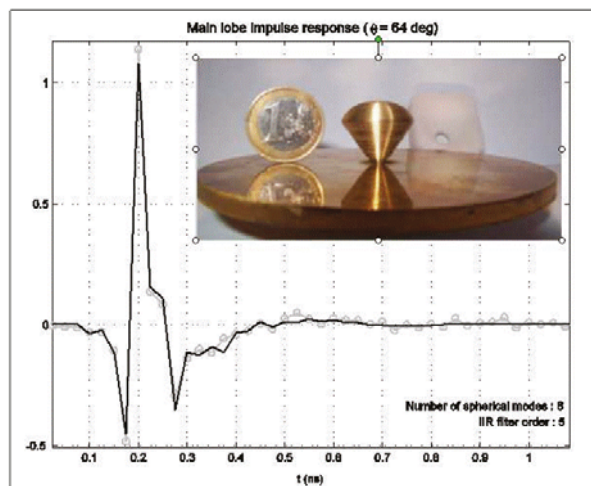 Main lobe impulse response (ϕ= 64 deg)
1
0.5
0
-0.5
1
Number of spherical modes : 8
IIR filter order : 5
0.1 0.2 0.3 0.4 0.5 0.6 0.7 0.8 0.9 1
t (ns)